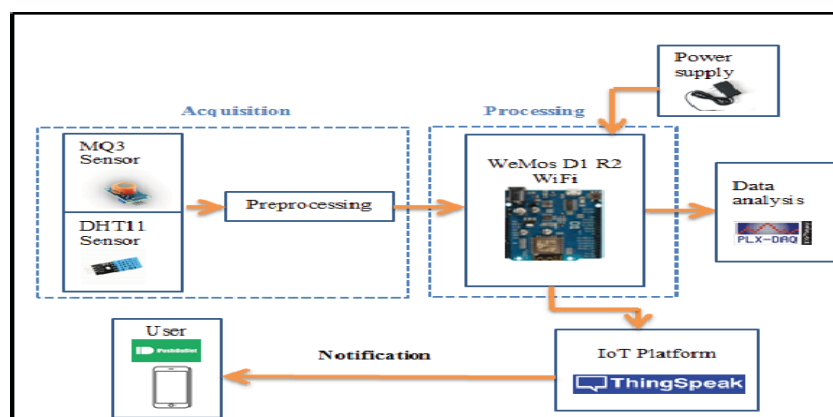 Power
supply
Acquisition
Processing
MQ3
Sensor
Preprocessing
DHT11
Sensor
WeMos D1 R2
WiFi
Data
analysis
PLX-DAQ
User
PushBullet
Notification
IoT Platform
ThingSpeak